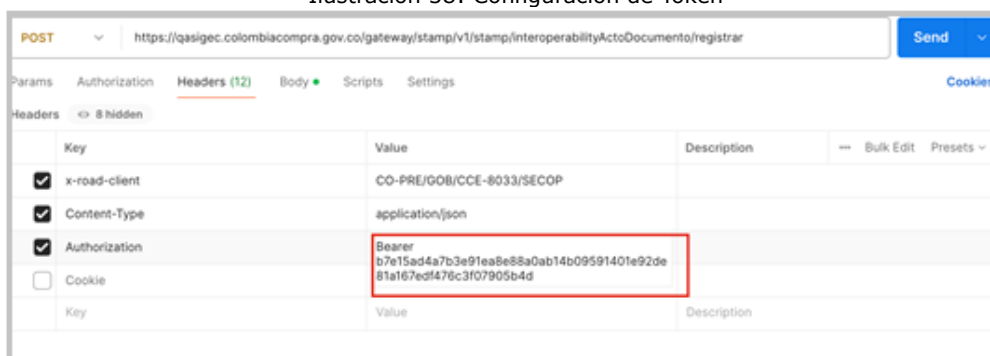 Ilustración 38. Configuración de Token
POST https://qasigec.colombiacompra.gov.co/gateway/stamp/v1/stamp/interoperabilityActoDocumento/registrar Send
Params Authorization Headers (12) Body Scripts Settings Cookies
Headers 8 hidden
Key Value Description ... Bulk Edit Presets
x-road-client CO-PRE/GOB/CCE-8033/SECOP
Content-Type application/json
Authorization Bearer
b7e15ad4a7b3e91ea8e88a0ab14b09591401e92de
81a167edf476c3f07905b4d
Cookie
Key Value Description